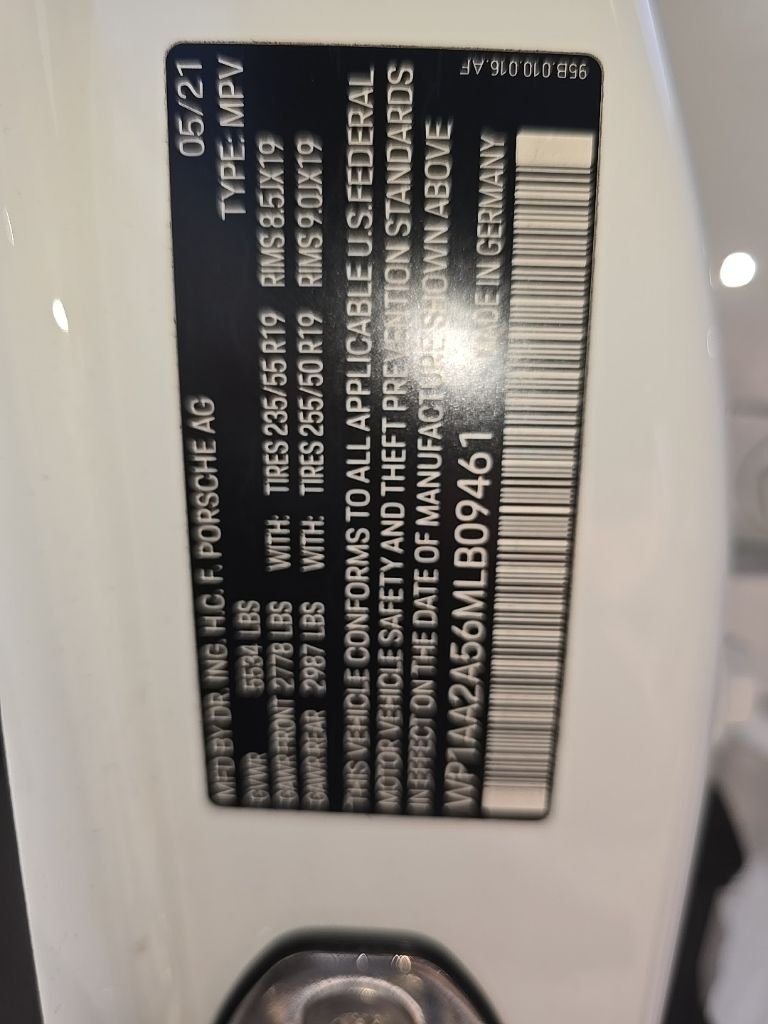 MFD BY DR. ING. H.C. F. PORSCHE AG 05/21
GVWR 5534 LBS TYPE: MPV
GAWR FRONT 2778 LBS WITH: TIRES 235/55 R19 RIMS 8.5JX19
GAWR REAR 2987 LBS WITH: TIRES 255/50 R19 RIMS 9.0JX19
THIS VEHICLE CONFORMS TO ALL APPLICABLE U.S. FEDERAL
MOTOR VEHICLE SAFETY AND THEFT PREVENTION STANDARDS
IN EFFECT ON THE DATE OF MANUFACTURE SHOWN ABOVE
WP1AA2A56MLB09461 MADE IN GERMANY
95B.010.016.AF